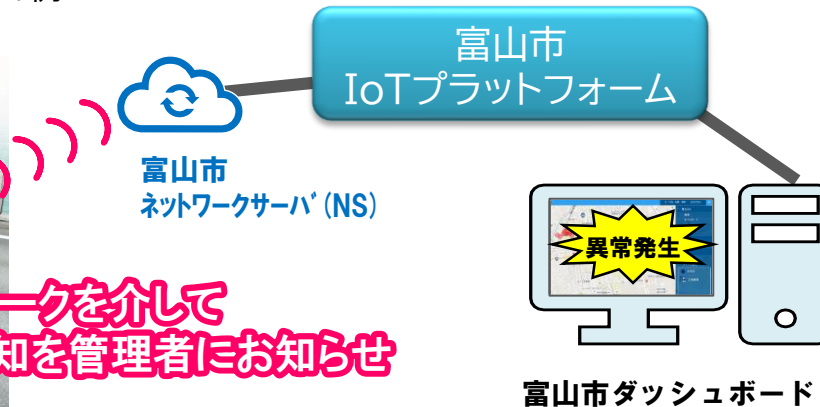 富山市
IoTプラットフォーム
富山市
ネットワークサーバ(NS)
異常発生
ークを介して
知を管理者にお知らせ
富山市ダッシュボード